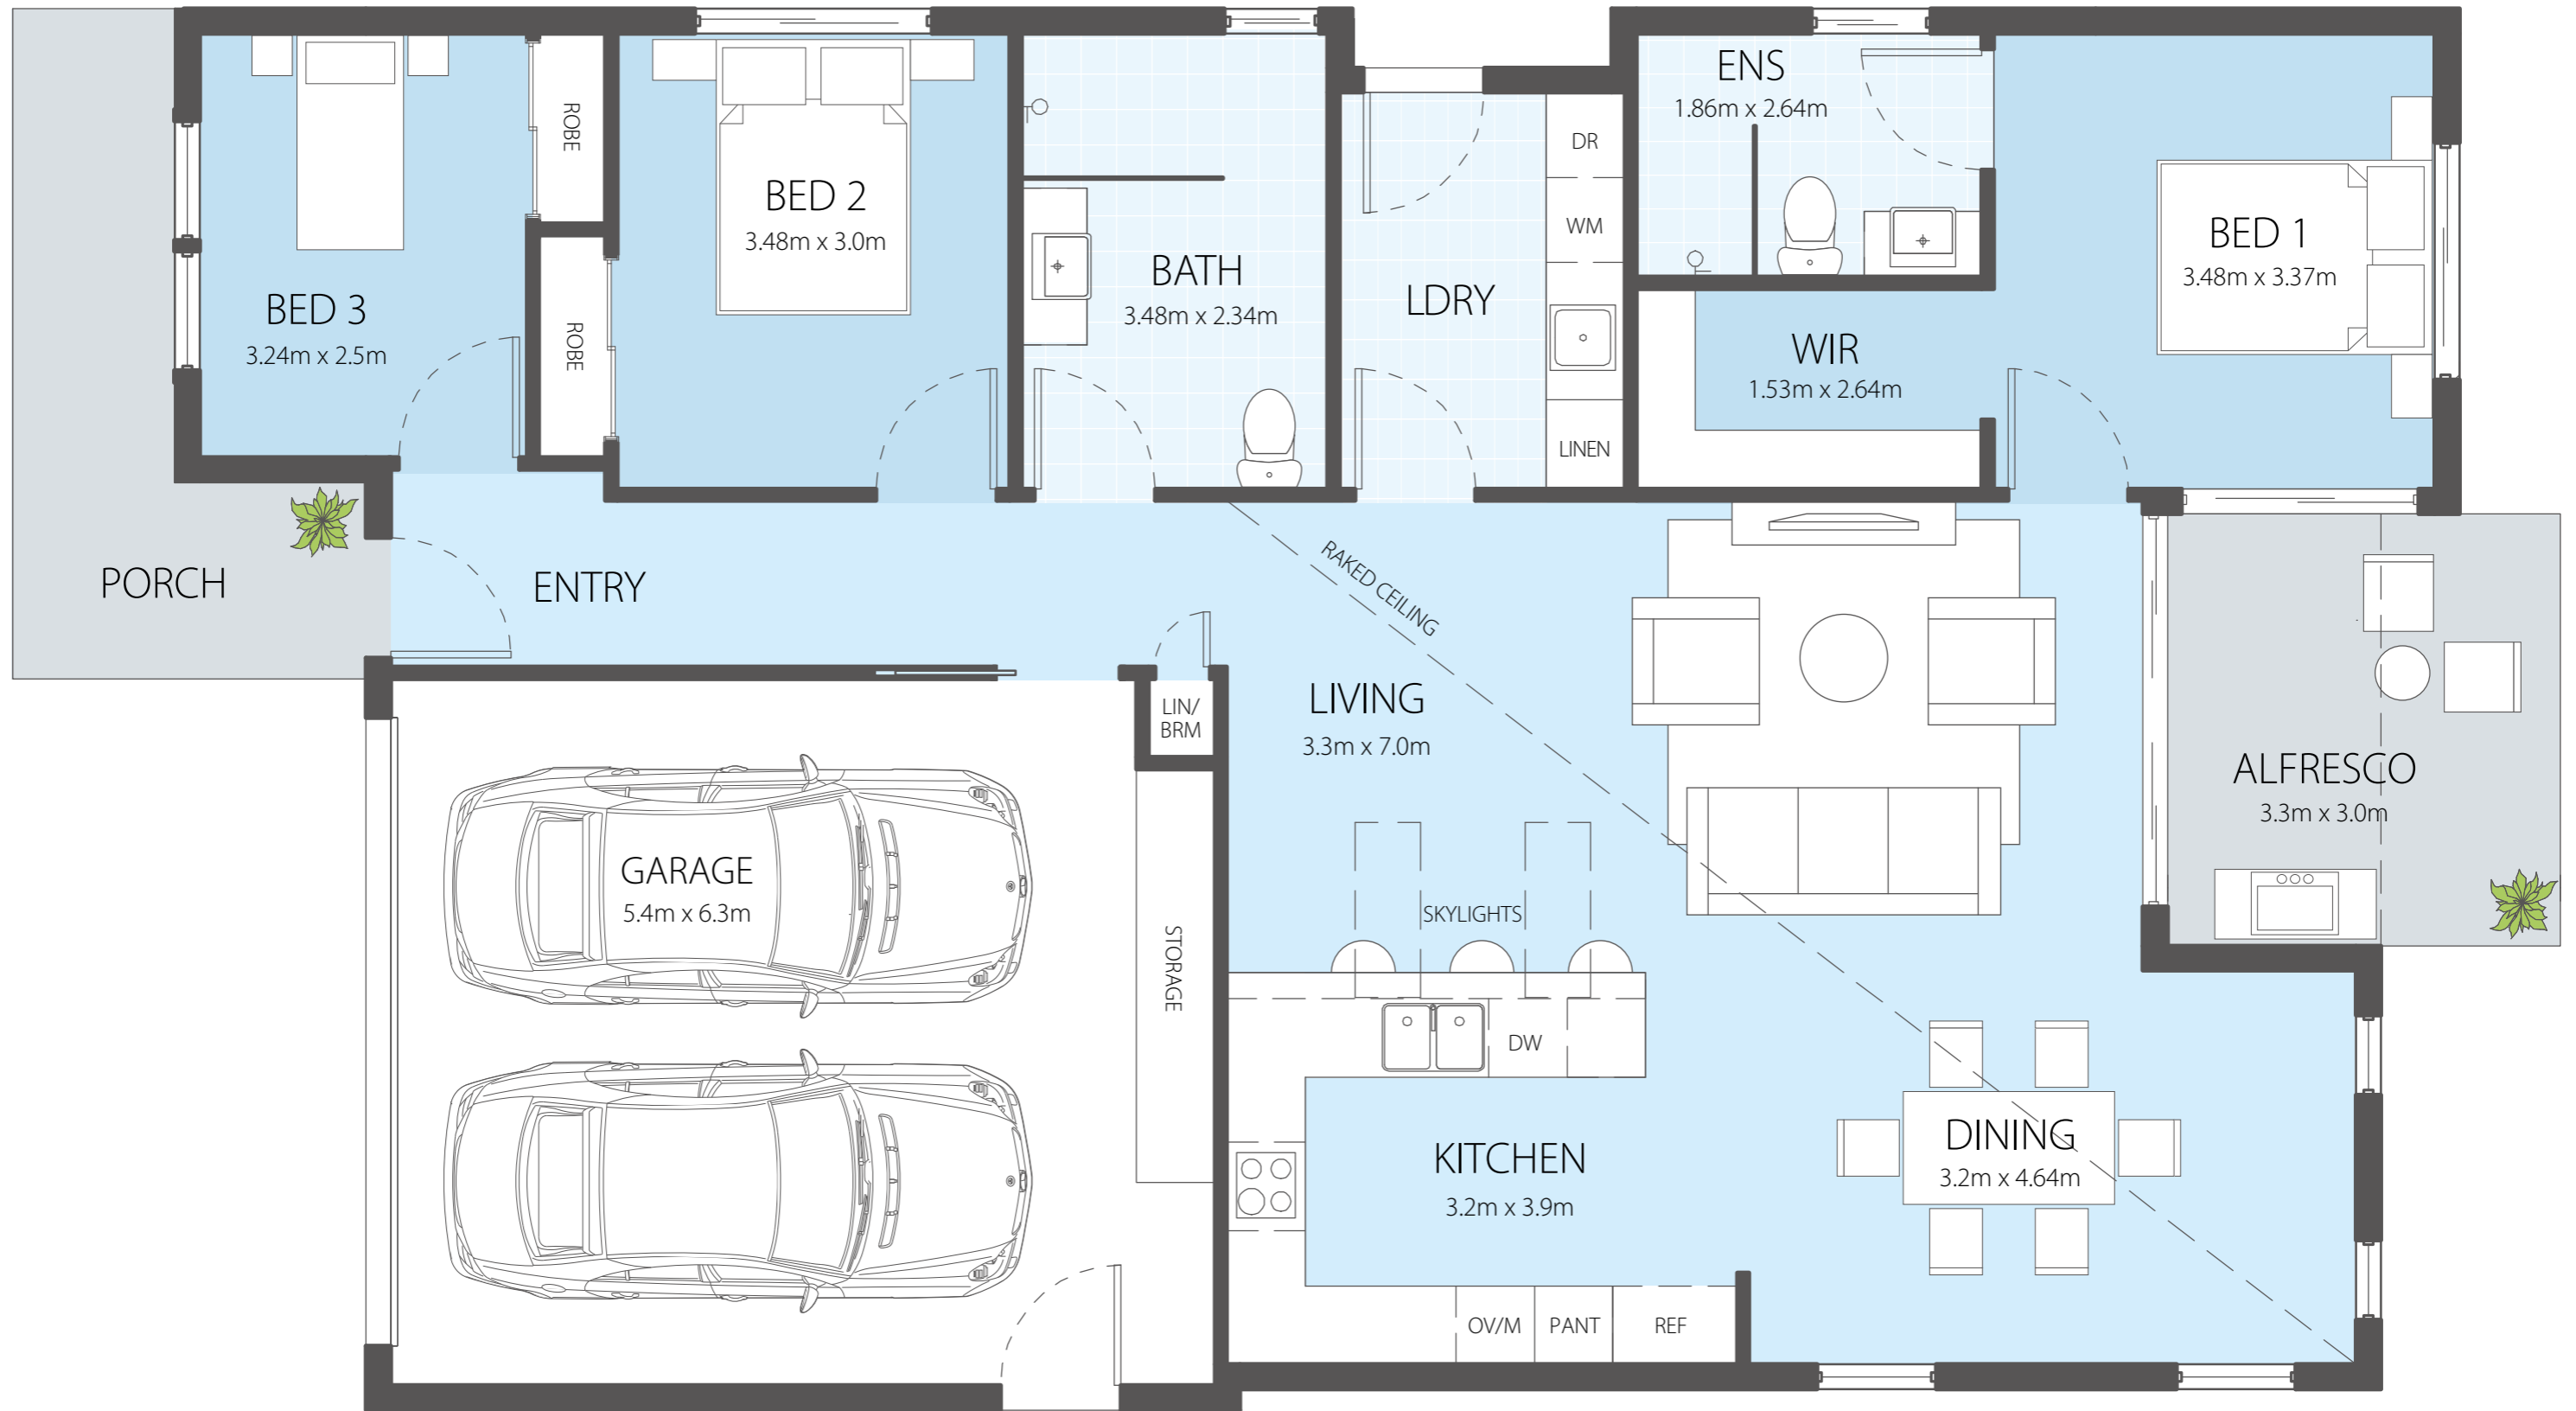 BED 3
3.24m x 2.5m
ROBE
ROBE
BED 2
3.48m x 3.0m
BATH
3.48m x 2.34m
LDRY
DR
WM
LINEN
ENS
1.86m x 2.64m
WIR
1.53m x 2.64m
BED 1
3.48m x 3.37m
PORCH
ENTRY
RAKED CEILING
LIN/
BRM
LIVING
3.3m x 7.0m
ALFRESCO
3.3m x 3.0m
GARAGE
5.4m x 6.3m
STORAGE
SKYLIGHTS
DW
KITCHEN
3.2m x 3.9m
DINING
3.2m x 4.64m
OV/M
PANT
REF